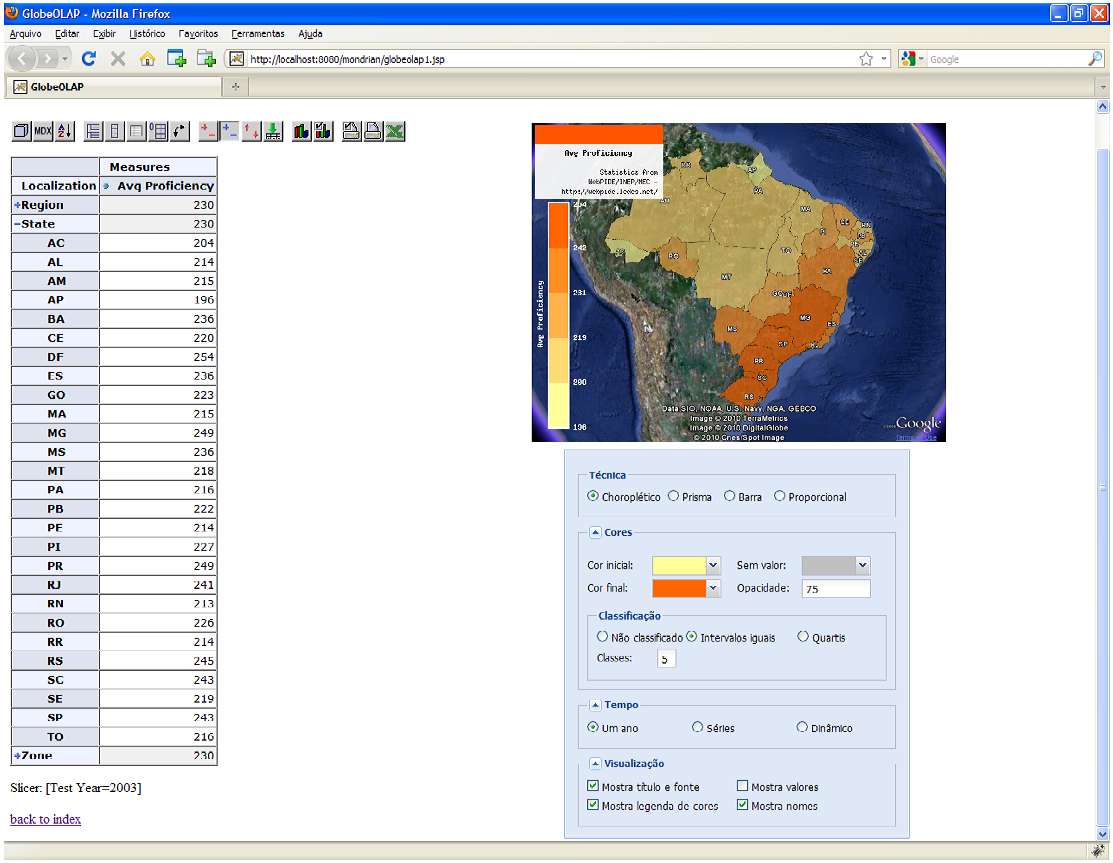 GlobeOLAP - Mozilla Firefox
Arquivo Editar Exibir Histórico Favoritos Ferramentas Ajuda
http://localhost:8080/mondrian/globeolap1.jsp
Google
GlobeOLAP
MDX
Measures
Localization Avg Proficiency
+Region 230
-State 230
AC 204
AL 214
AM 215
AP 196
BA 236
CE 220
DF 254
ES 236
GO 223
MA 215
MG 249
MS 236
MT 218
PA 216
PB 222
PE 214
PI 227
PR 249
RJ 241
RN 213
RO 226
RR 214
RS 245
SC 243
SE 219
SP 243
TO 216
+Zone 230
Slicer: [Test Year=2003]
back to index
Avg Proficiency
Statistics from
WebPIDE/INEP/MEC -
https://webpide.ledes.net/
254
242
231
219
200
196
Avg Proficiency
RR
AP
AM
PA
MA
CE
RN
PB
PE
AL
SE
PI
AC
RO
TO
BA
MT
GO
DF
MG
ES
MS
SP
RJ
PR
SC
RS
Data SIO, NOAA, U.S. Navy, NGA, GEBCO
Image © 2010 TerraMetrics
Image © 2010 DigitalGlobe
© 2010 Cnes/Spot Image
Google
Terms of Use
Técnica
Choroplético Prisma Barra Proporcional
Cores
Cor inicial: Sem valor:
Cor final: Opacidade: 75
Classificação
Não classificado Intervalos iguais Quartis
Classes: 5
Tempo
Um ano Séries Dinâmico
Visualização
Mostra título e fonte Mostra valores
Mostra legenda de cores Mostra nomes